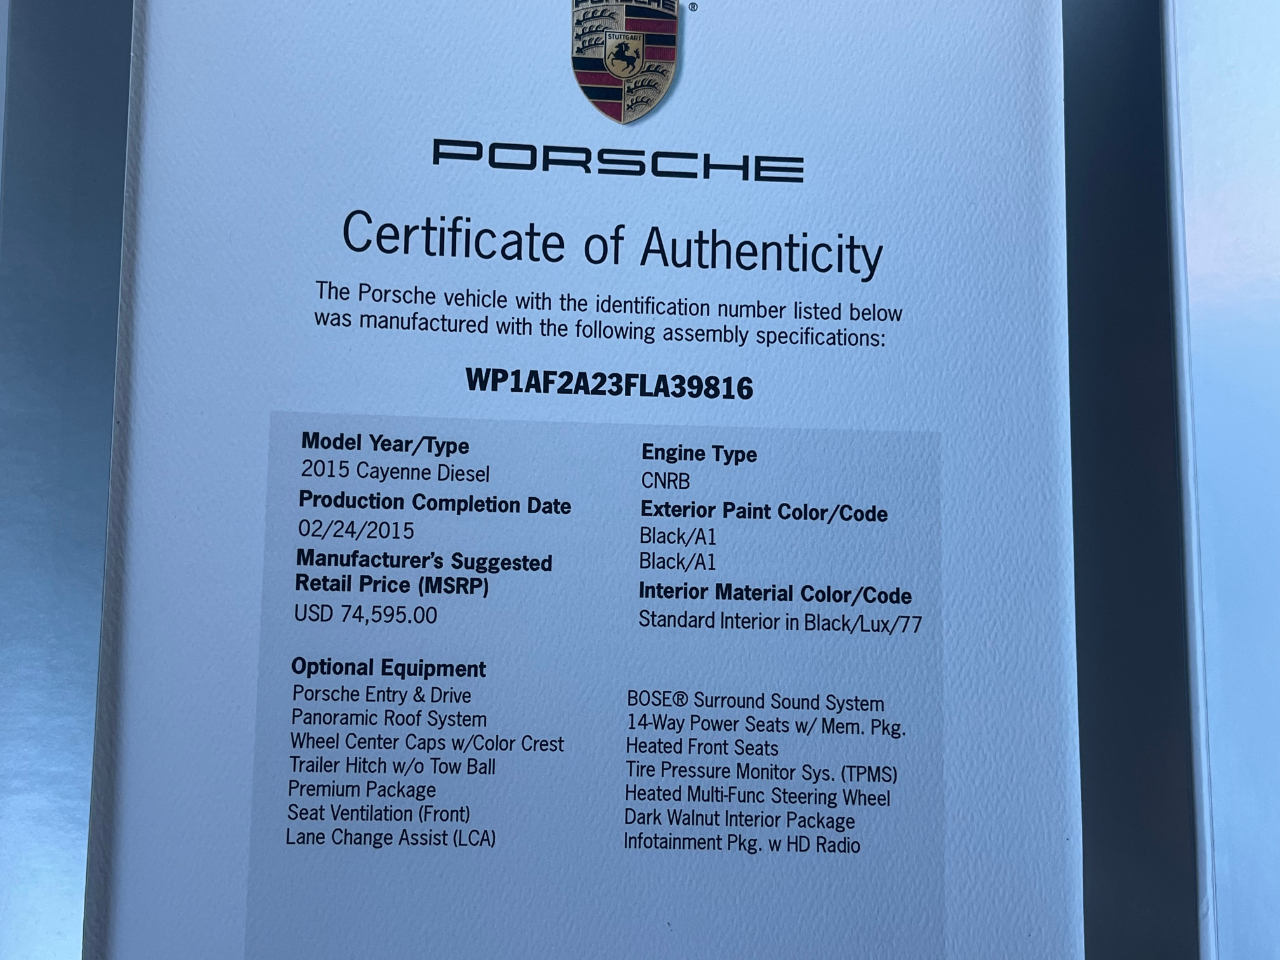 PORSCHE
®
STUTTGART
PORSCHE
Certificate of Authenticity
The Porsche vehicle with the identification number listed below
was manufactured with the following assembly specifications:
WP1AF2A23FLA39816
Model Year/Type
2015 Cayenne Diesel
Production Completion Date
02/24/2015
Manufacturer's Suggested
Retail Price (MSRP)
USD 74,595.00
Engine Type
CNRB
Exterior Paint Color/Code
Black/A1
Black/A1
Interior Material Color/Code
Standard Interior in Black/Lux/77
Optional Equipment
Porsche Entry & Drive
Panoramic Roof System
Wheel Center Caps w/Color Crest
Trailer Hitch w/o Tow Ball
Premium Package
Seat Ventilation (Front)
Lane Change Assist (LCA)
BOSE® Surround Sound System
14-Way Power Seats w/ Mem. Pkg.
Heated Front Seats
Tire Pressure Monitor Sys. (TPMS)
Heated Multi-Func Steering Wheel
Dark Walnut Interior Package
Infotainment Pkg. w HD Radio